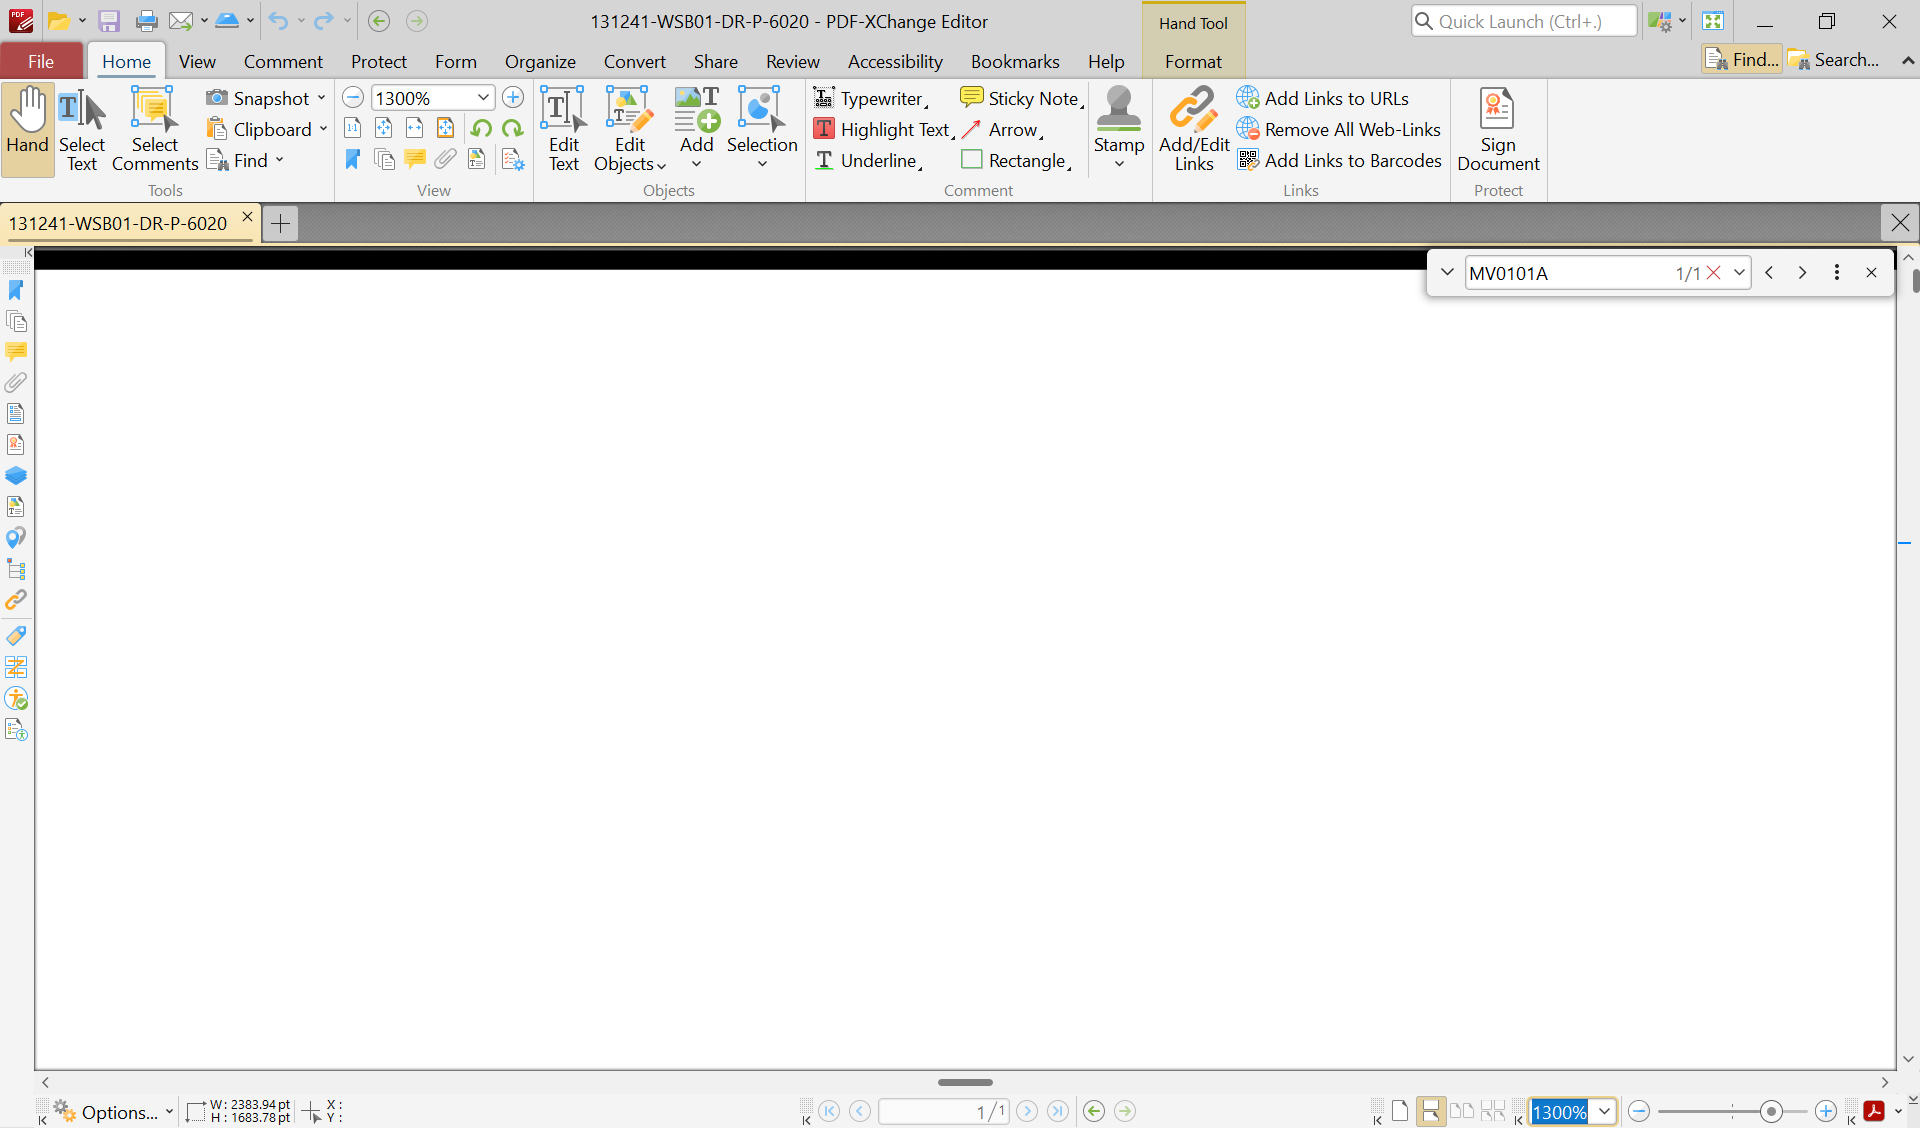 131241-WSB01-DR-P-6020 - PDF-XChange Editor
Hand Tool
Quick Launch (Ctrl+.)
File
Home
View
Comment
Protect
Form
Organize
Convert
Share
Review
Accessibility
Bookmarks
Help
Format
Find...
Search...
Hand
Select Text
Select Comments
Snapshot
Clipboard
Find
Tools
1300%
View
Edit Text
Edit Objects
Add
Selection
Objects
Typewriter
Highlight Text
Underline
Sticky Note
Arrow
Rectangle
Stamp
Comment
Add/Edit Links
Add Links to URLs
Remove All Web-Links
Add Links to Barcodes
Links
Sign Document
Protect
131241-WSB01-DR-P-6020
MV0101A 1/1
Options...
W: 2383.94 pt
H: 1683.78 pt
X:
Y:
1/1
1300%